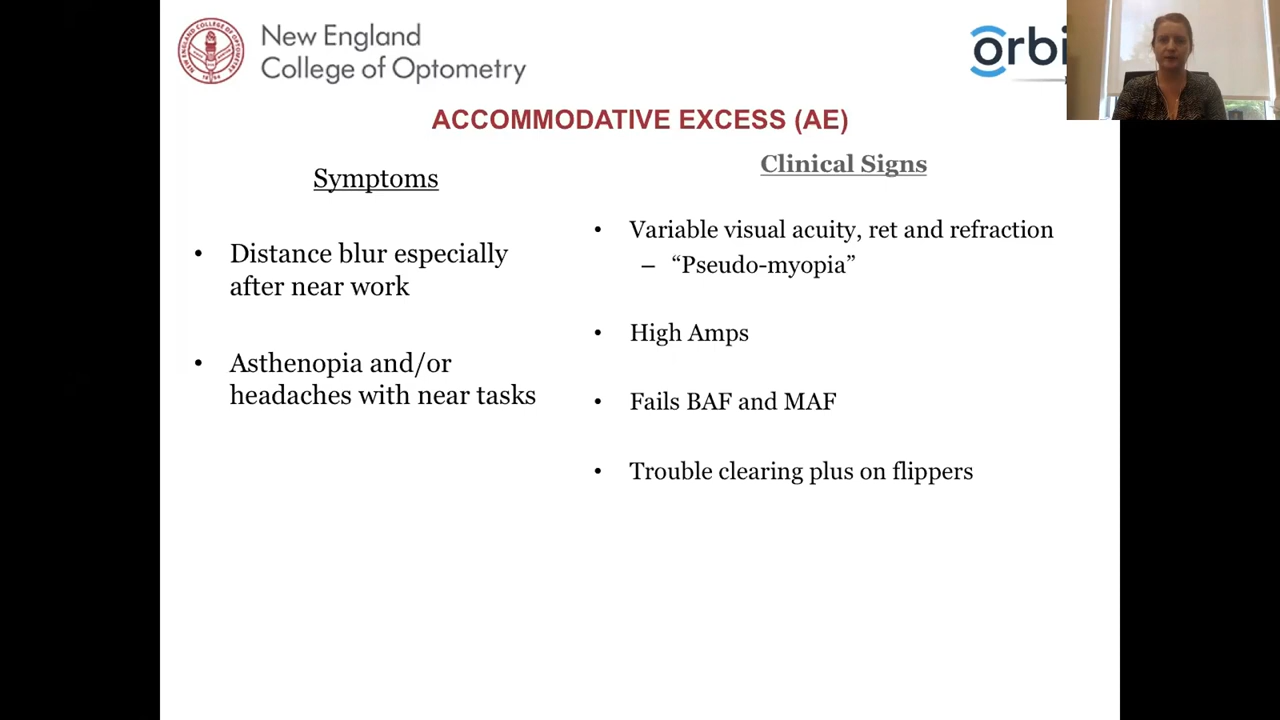 New England
College of Optometry
orbi
ACCOMMODATIVE EXCESS (AE)
Symptoms
• Distance blur especially
after near work
• Asthenopia and/or
headaches with near tasks
Clinical Signs
• Variable visual acuity, ret and refraction
– “Pseudo-myopia”
• High Amps
• Fails BAF and MAF
• Trouble clearing plus on flippers